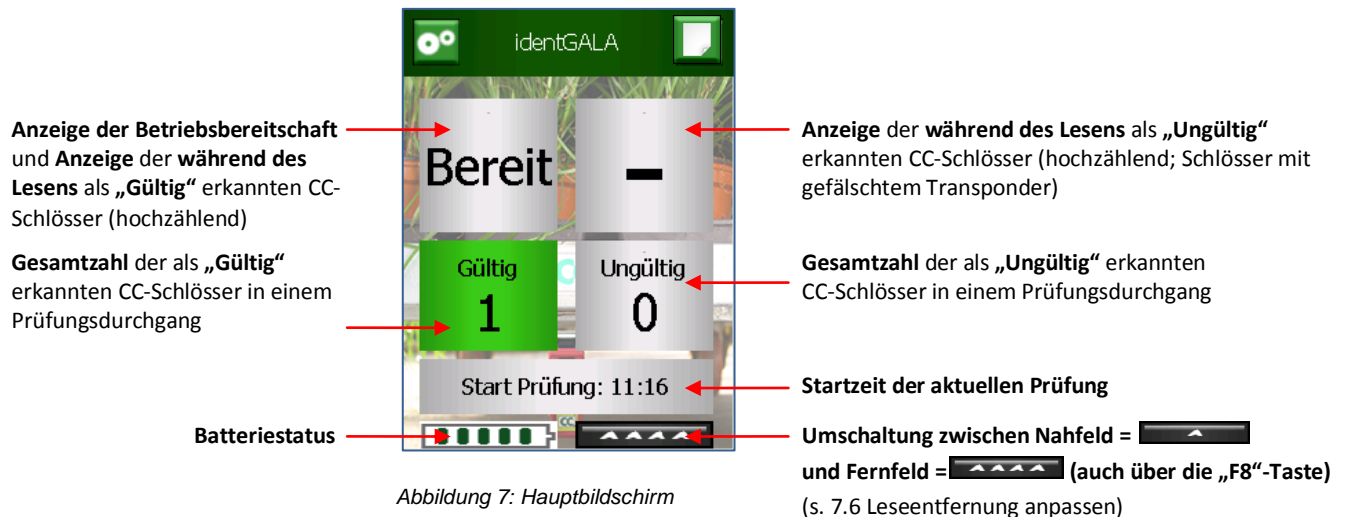 identGALA
Anzeige der Betriebsbereitschaft
und Anzeige der während des
Lesens als „Gültig“ erkannten CC-
Schlösser (hochzählend)
Bereit
–
Anzeige der während des Lesens als „Ungültig“
erkannten CC-Schlösser (hochzählend; Schlösser mit
gefälschtem Transponder)
Gesamtzahl der als „Gültig“
erkannten CC-Schlösser in einem
Prüfungsdurchgang
Gültig
1
Ungültig
0
Gesamtzahl der als „Ungültig“ erkannten
CC-Schlösser in einem Prüfungsdurchgang
Start Prüfung: 11:16
Startzeit der aktuellen Prüfung
Batteriestatus
Umschaltung zwischen Nahfeld =
und Fernfeld = (auch über die „F8“-Taste)
(s. 7.6 Leseentfernung anpassen)
Abbildung 7: Hauptbildschirm